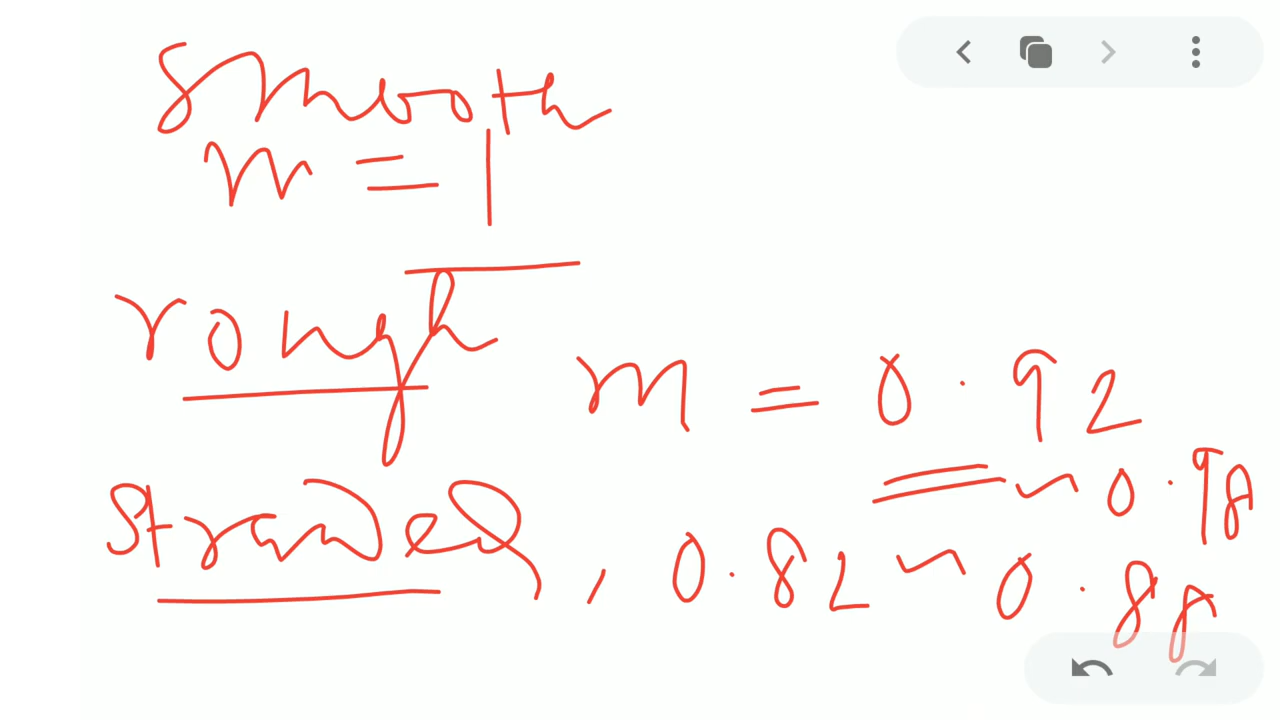 smooth
m = 1
rough m = 0.92
~ 0.98
Stranded, 0.82 ~ 0.88